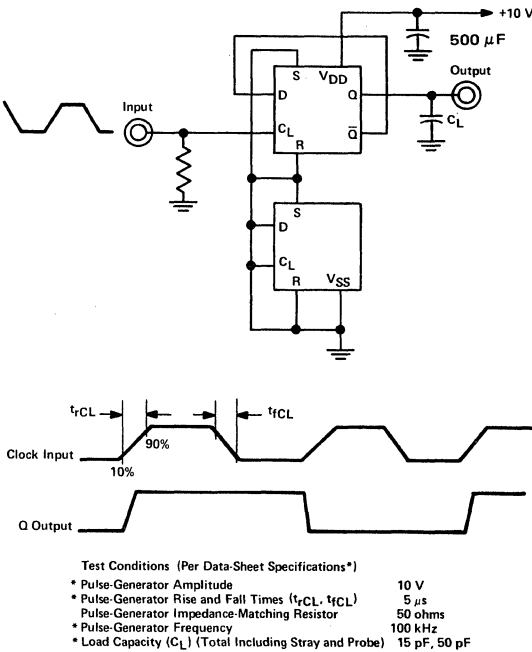 +10 V
500 µF
S
VDD
Output
Input
D
Q
CL
CL
Q̅
R
S
D
CL
R
VSS
trCL
tfCL
90%
Clock Input
10%
Q Output
Test Conditions (Per Data-Sheet Specifications*)
* Pulse-Generator Amplitude 10 V
* Pulse-Generator Rise and Fall Times (trCL, tfCL) 5 µs
Pulse-Generator Impedance-Matching Resistor 50 ohms
* Pulse-Generator Frequency 100 kHz
* Load Capacity (CL) (Total Including Stray and Probe) 15 pF, 50 pF